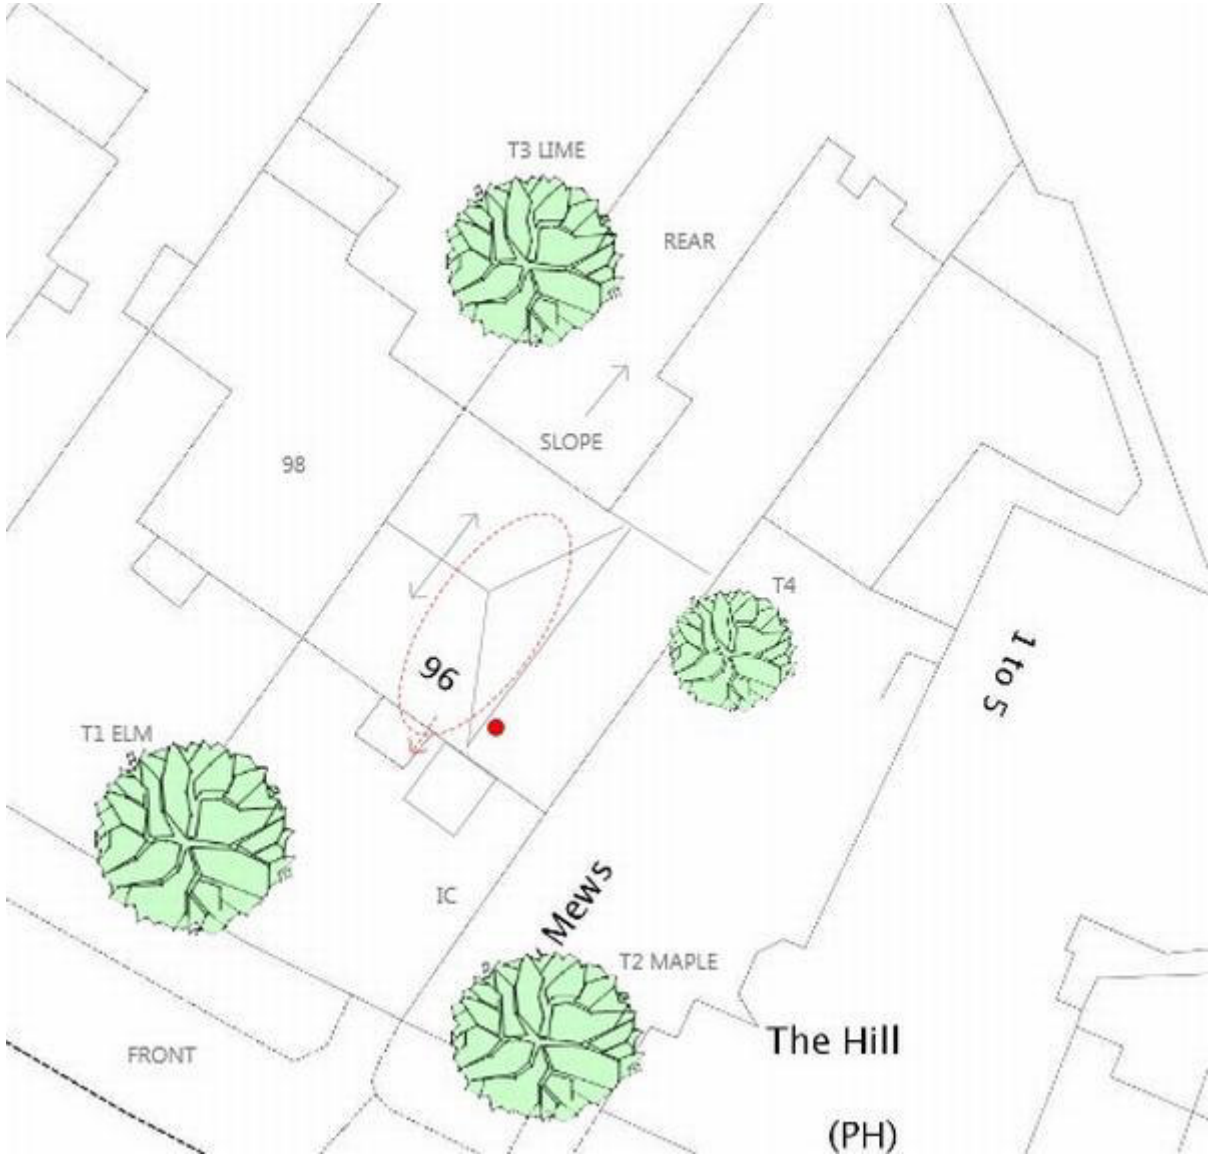 T3 LIME
REAR
SLOPE
98
T4
96
1 to 5
T1 ELM
IC
Mews
T2 MAPLE
The Hill
FRONT
(PH)